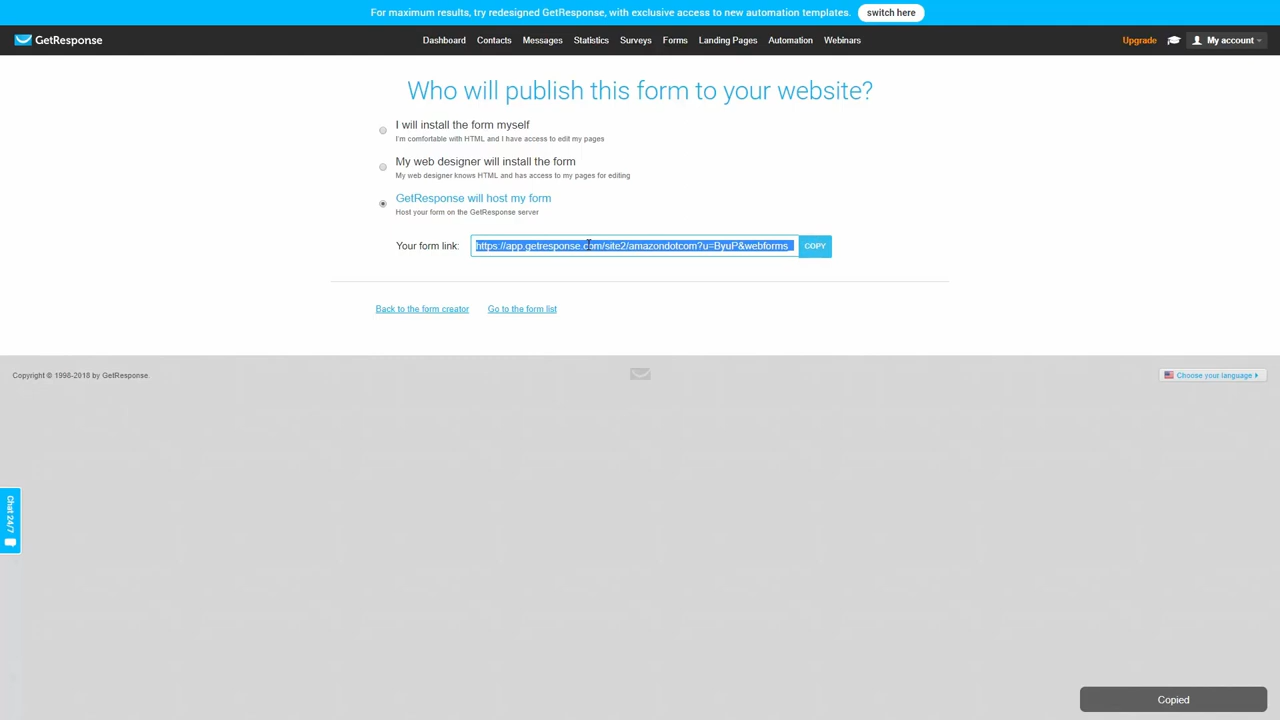 For maximum results, try redesigned GetResponse, with exclusive access to new automation templates. switch here
GetResponse Dashboard Contacts Messages Statistics Surveys Forms Landing Pages Automation Webinars Upgrade My account
Who will publish this form to your website?
I will install the form myself
I'm comfortable with HTML and I have access to edit my pages
My web designer will install the form
My web designer knows HTML and has access to my pages for editing
GetResponse will host my form
Host your form on the GetResponse server
Your form link: https://app.getresponse.com/site2/amazondotcom?u=ByuP&webforms COPY
Back to the form creator Go to the form list
Copyright © 1998-2018 by GetResponse. Choose your language
Chat 24/7
Copied